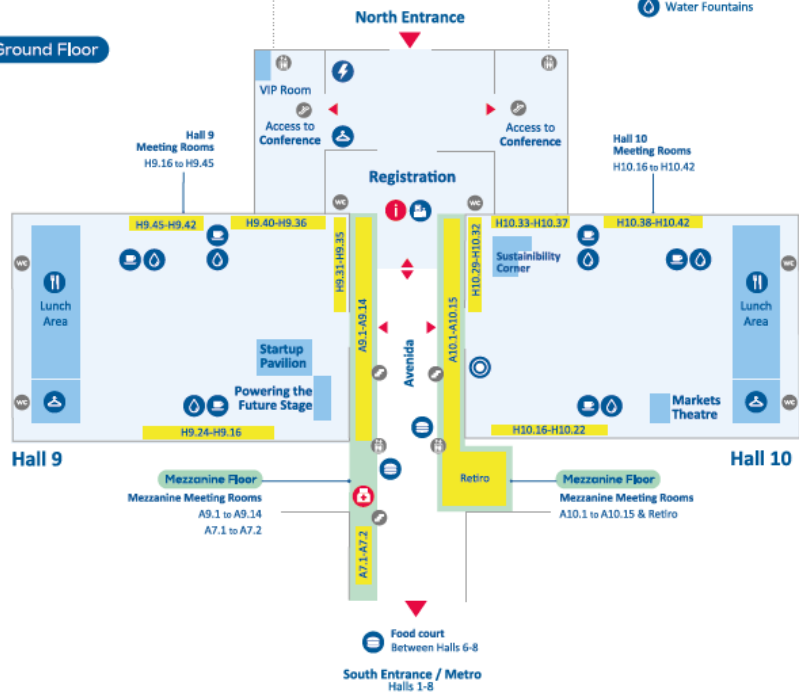 North Entrance
Water Fountains
Ground Floor
VIP Room
Access to
Conference
Access to
Conference
Hall 9
Meeting Rooms
H9.16 to H9.45
Hall 10
Meeting Rooms
H10.16 to H10.42
Registration
WC
WC
H9.45-H9.42
H9.40-H9.36
H10.33-H10.37
H10.38-H10.42
H9.31-H9.35
A9.1-A9.14
A10.1-A10.15
H10.29-H10.32
Sustainibility
Corner
WC
WC
Lunch
Area
Lunch
Area
Avenida
Startup
Pavilion
Powering the
Future Stage
Markets
Theatre
WC
WC
H9.24-H9.16
H10.16-H10.22
Hall 9
Hall 10
Mezzanine Floor
Mezzanine Meeting Rooms
A9.1 to A9.14
A7.1 to A7.2
Retiro
Mezzanine Floor
Mezzanine Meeting Rooms
A10.1 to A10.15 & Retiro
A7.1-A7.2
Food court
Between Halls 6-8
South Entrance / Metro
Halls 1-8